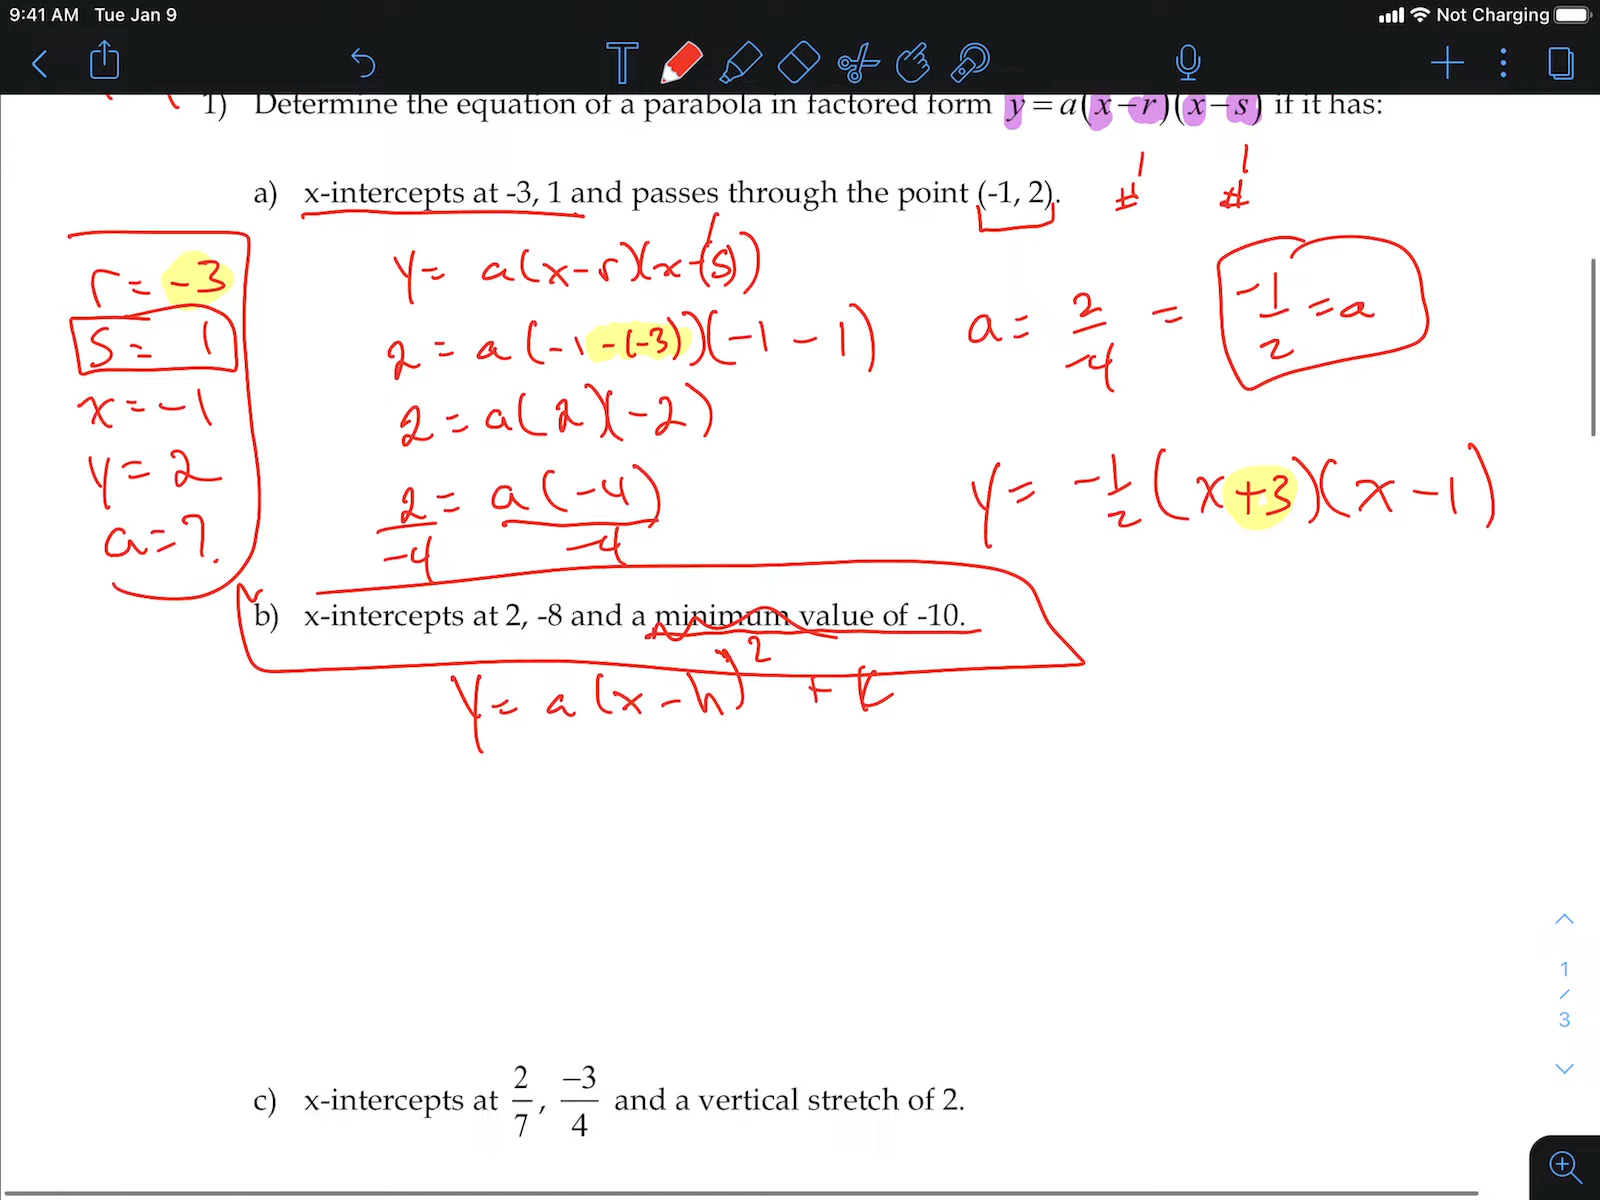 9:41 AM Tue Jan 9 Not Charging
T
1) Determine the equation of a parabola in factored form y = a(x − r)(x − s) if it has:
# #
a) x-intercepts at -3, 1 and passes through the point (-1, 2).
r = -3
s = 1
x = -1
y = 2
a = ?
y = a(x - r)(x - (s))
2 = a(-1 -(-3))(-1 - 1)
2 = a(2)(-2)
2 = a(-4)
-4 -4
a = 2/-4 = -1/2 = a
y = -1/2 (x+3)(x-1)
b) x-intercepts at 2, -8 and a minimum value of -10.
y = a(x - h)² + k
c) x-intercepts at 2/7, −3/4 and a vertical stretch of 2.
1
/
3